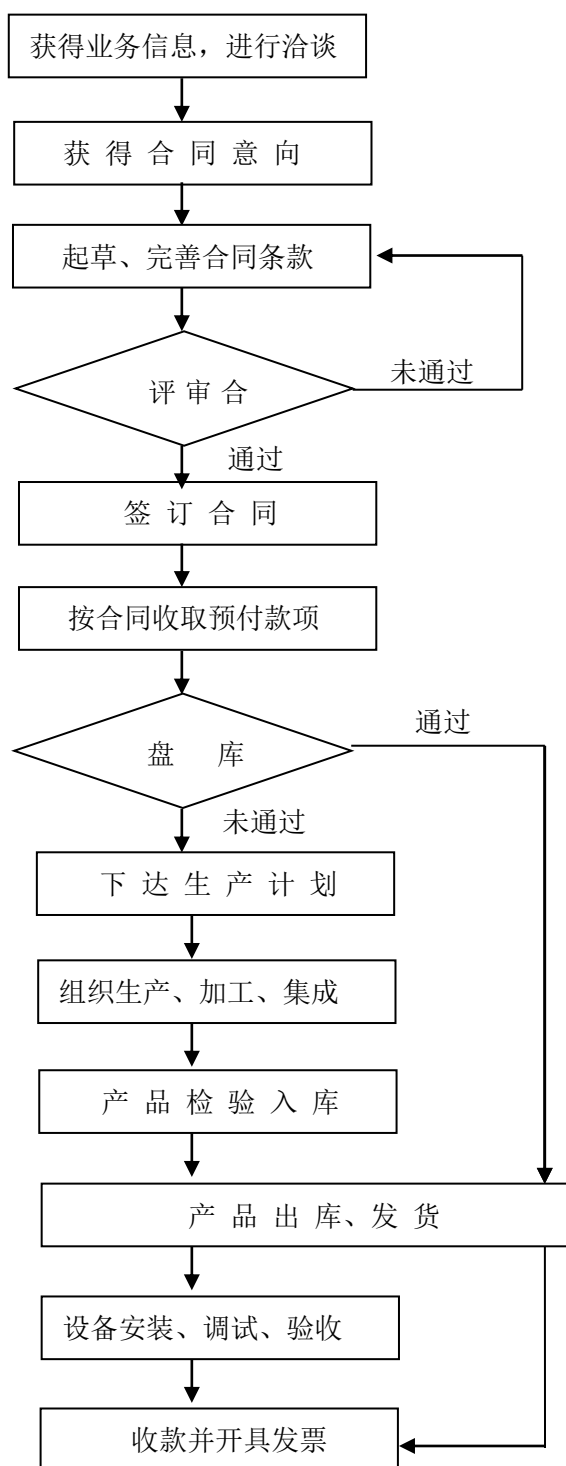 获得业务信息，进行洽谈
获 得 合 同 意 向
起草、完善合同条款
评 审 合
未通过
通过
签 订 合 同
按合同收取预付款项
通过
盘 库
未通过
下 达 生 产 计 划
组织生产、加工、集成
产 品 检 验 入 库
产 品 出 库、发 货
设备安装、调试、验收
收款并开具发票